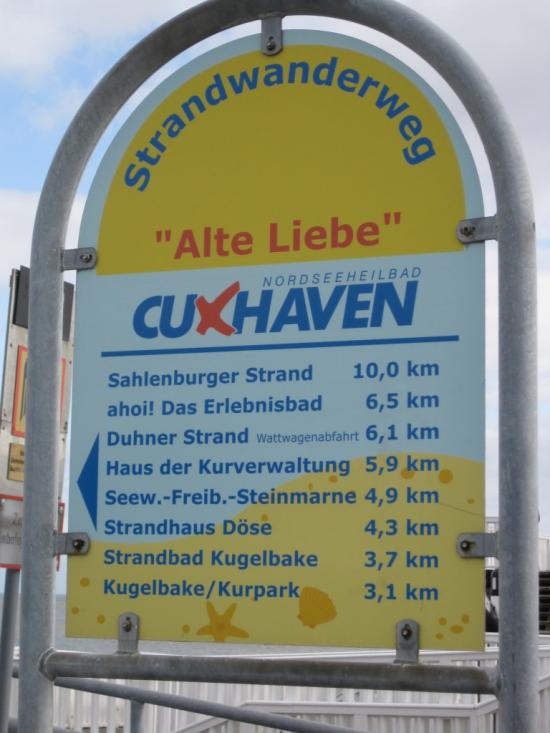 Strandwanderweg
"Alte Liebe"
NORDSEEHEILBAD
CUXHAVEN
Sahlenburger Strand 10,0 km
ahoi! Das Erlebnisbad 6,5 km
Duhner Strand Wattwagenabfahrt 6,1 km
Haus der Kurverwaltung 5,9 km
Seew.-Freib.-Steinmarne 4,9 km
Strandhaus Döse 4,3 km
Strandbad Kugelbake 3,7 km
Kugelbake/Kurpark 3,1 km